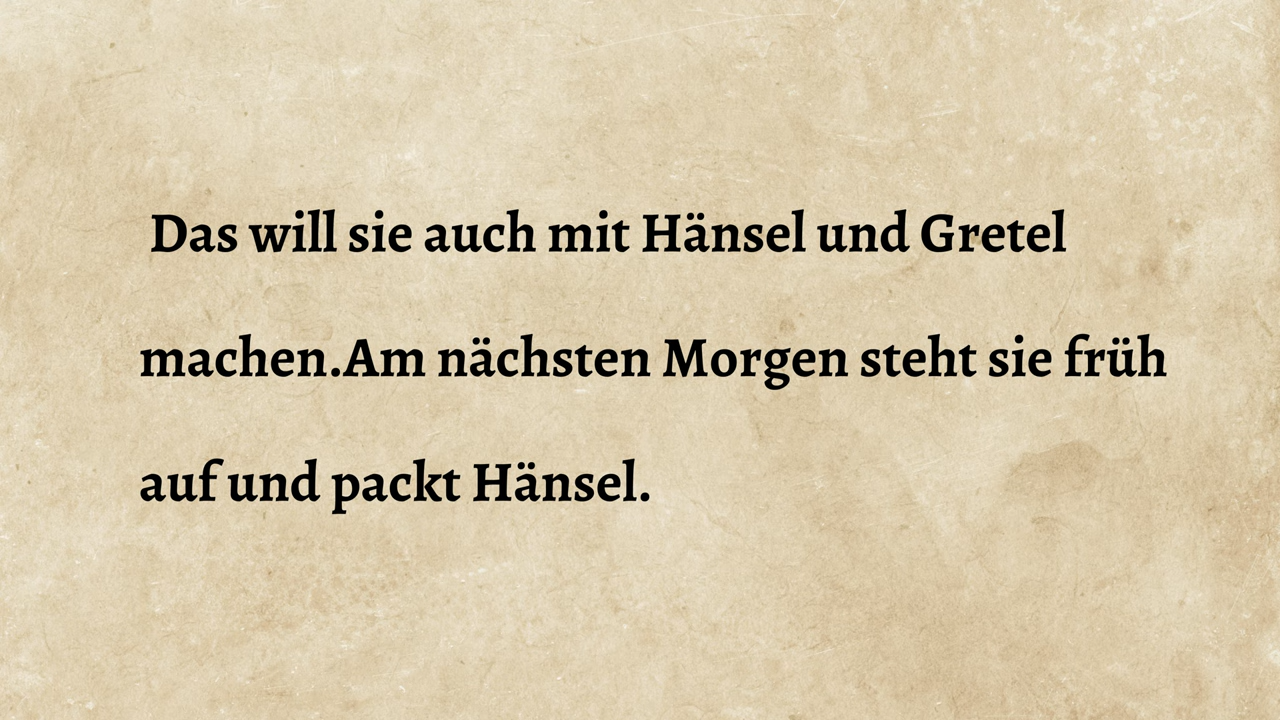 Das will sie auch mit Hänsel und Gretel
machen.Am nächsten Morgen steht sie früh
auf und packt Hänsel.